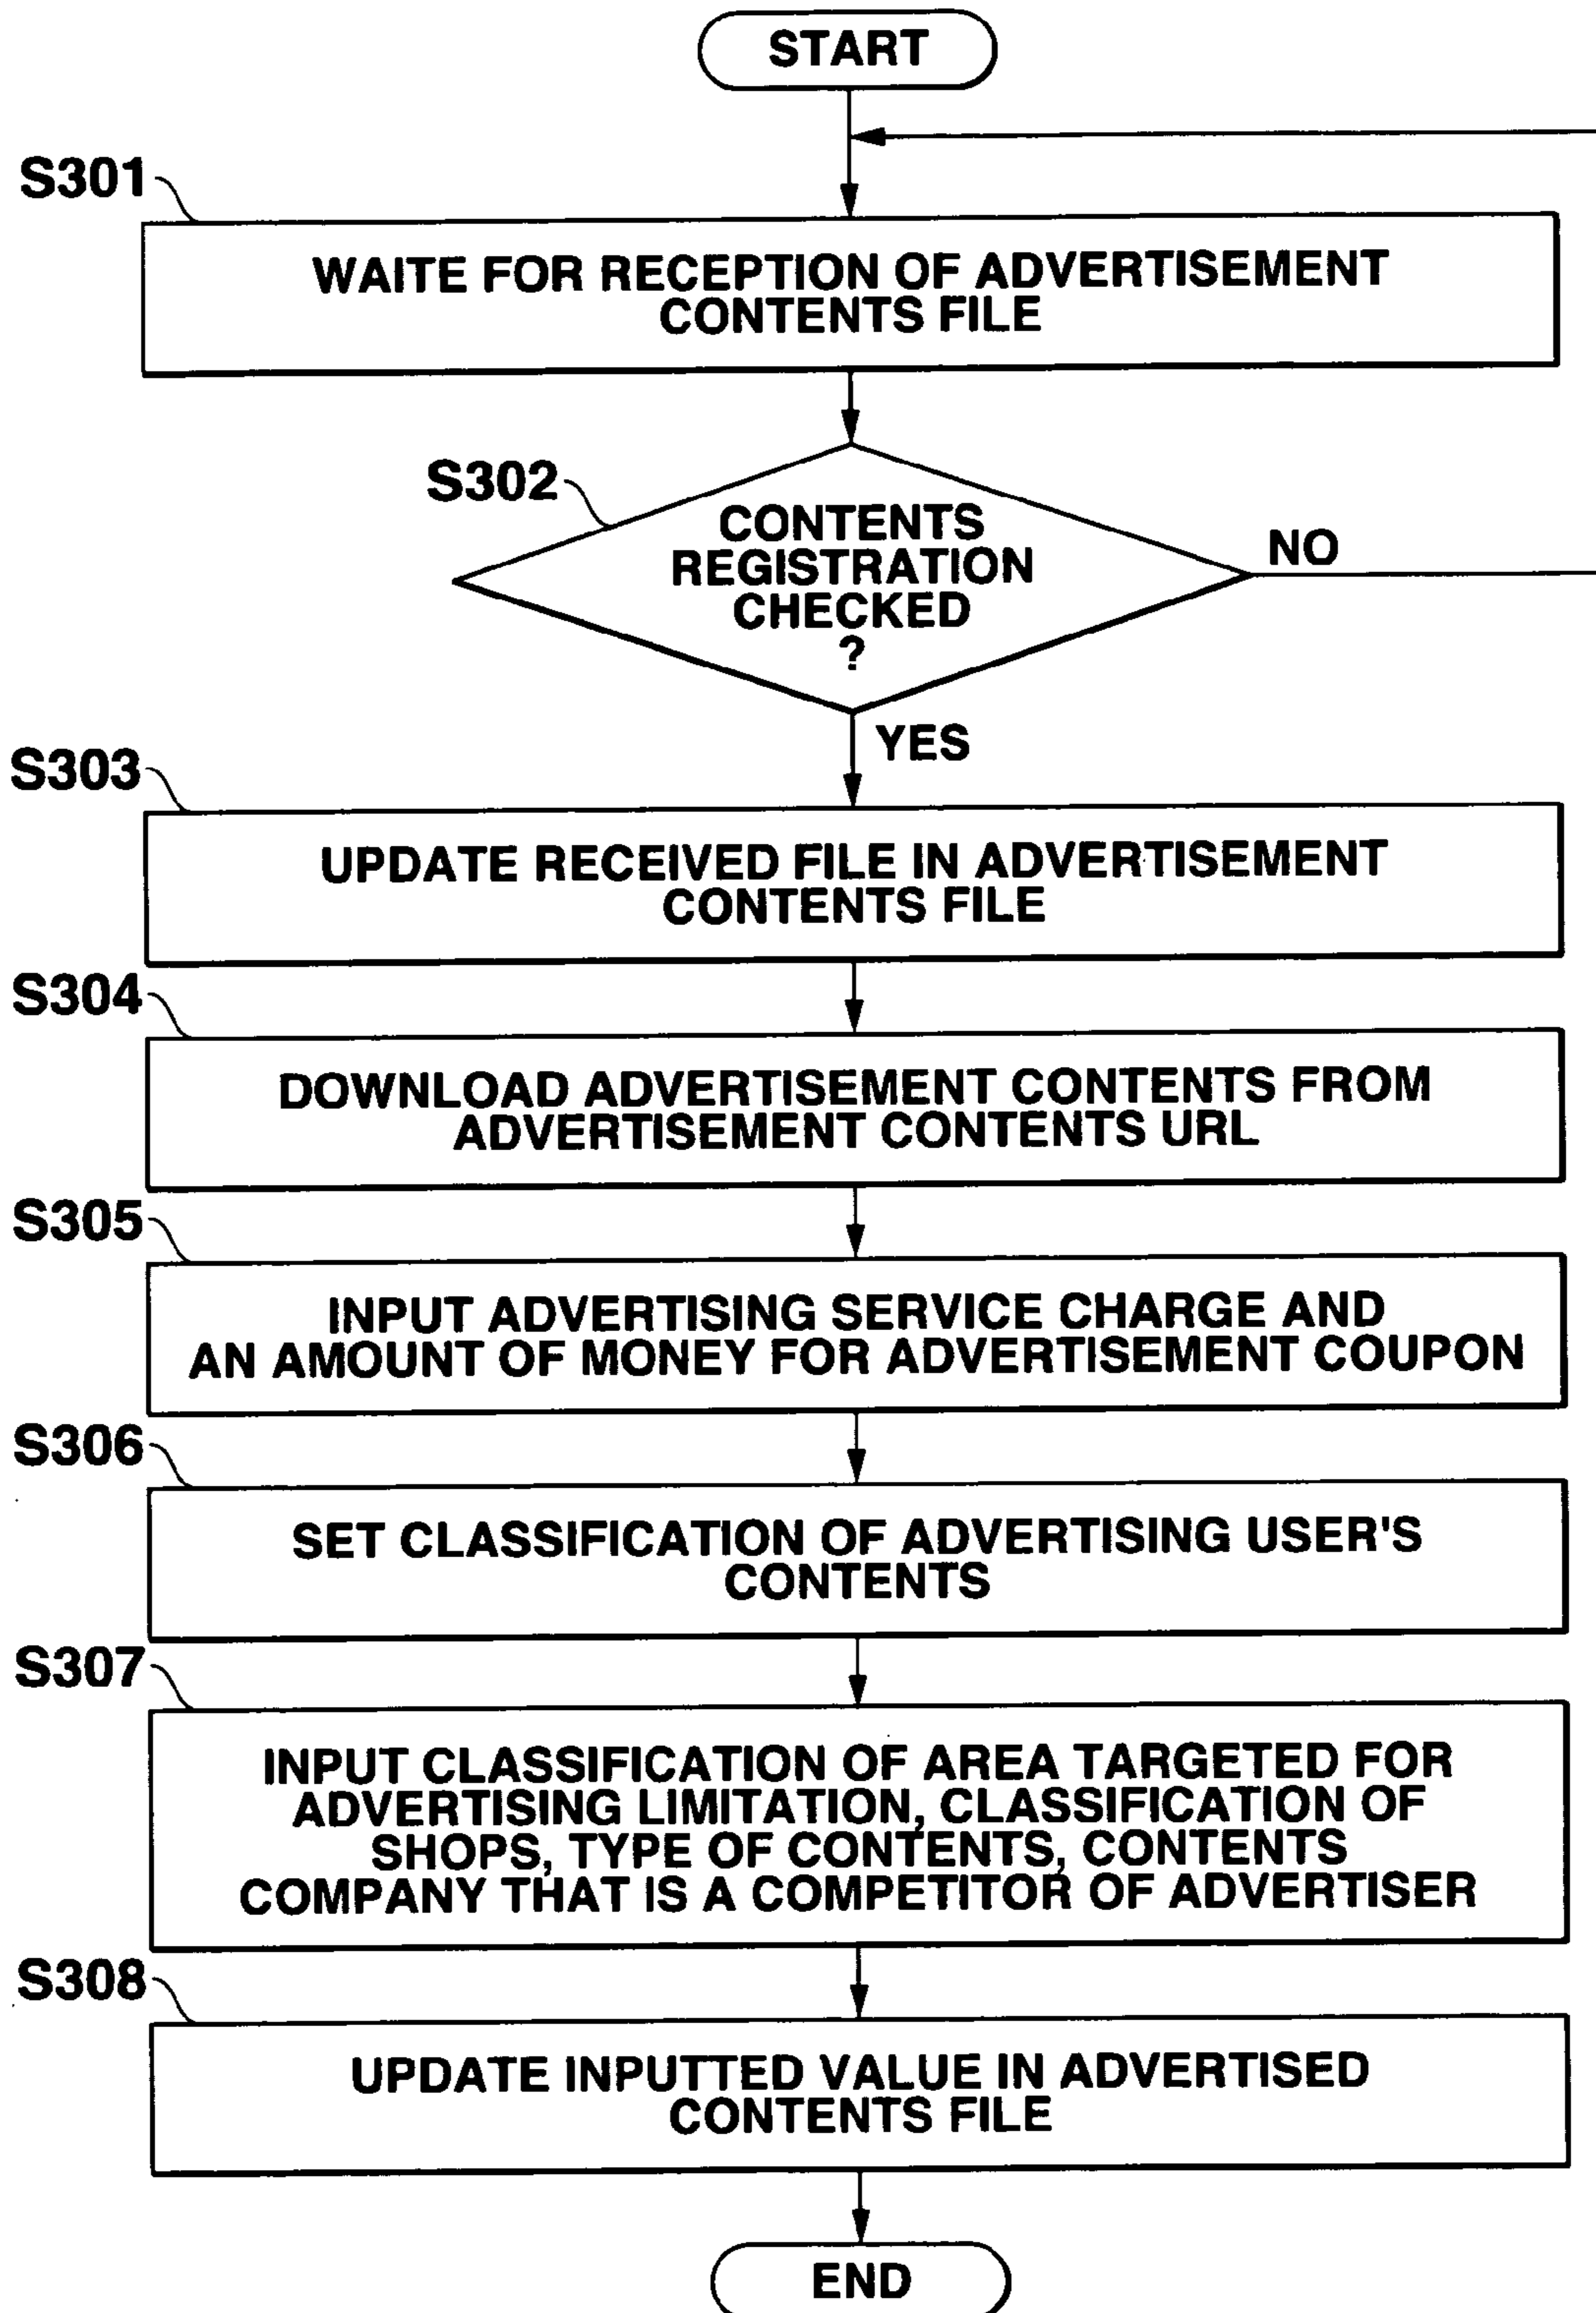 START
S301
WAITE FOR RECEPTION OF ADVERTISEMENT
CONTENTS FILE
S302
CONTENTS
REGISTRATION
CHECKED
?
NO
YES
S303
UPDATE RECEIVED FILE IN ADVERTISEMENT
CONTENTS FILE
S304
DOWNLOAD ADVERTISEMENT CONTENTS FROM
ADVERTISEMENT CONTENTS URL
S305
INPUT ADVERTISING SERVICE CHARGE AND
AN AMOUNT OF MONEY FOR ADVERTISEMENT COUPON
S306
SET CLASSIFICATION OF ADVERTISING USER'S
CONTENTS
S307
INPUT CLASSIFICATION OF AREA TARGETED FOR
ADVERTISING LIMITATION, CLASSIFICATION OF
SHOPS, TYPE OF CONTENTS, CONTENTS
COMPANY THAT IS A COMPETITOR OF ADVERTISER
S308
UPDATE INPUTTED VALUE IN ADVERTISED
CONTENTS FILE
END